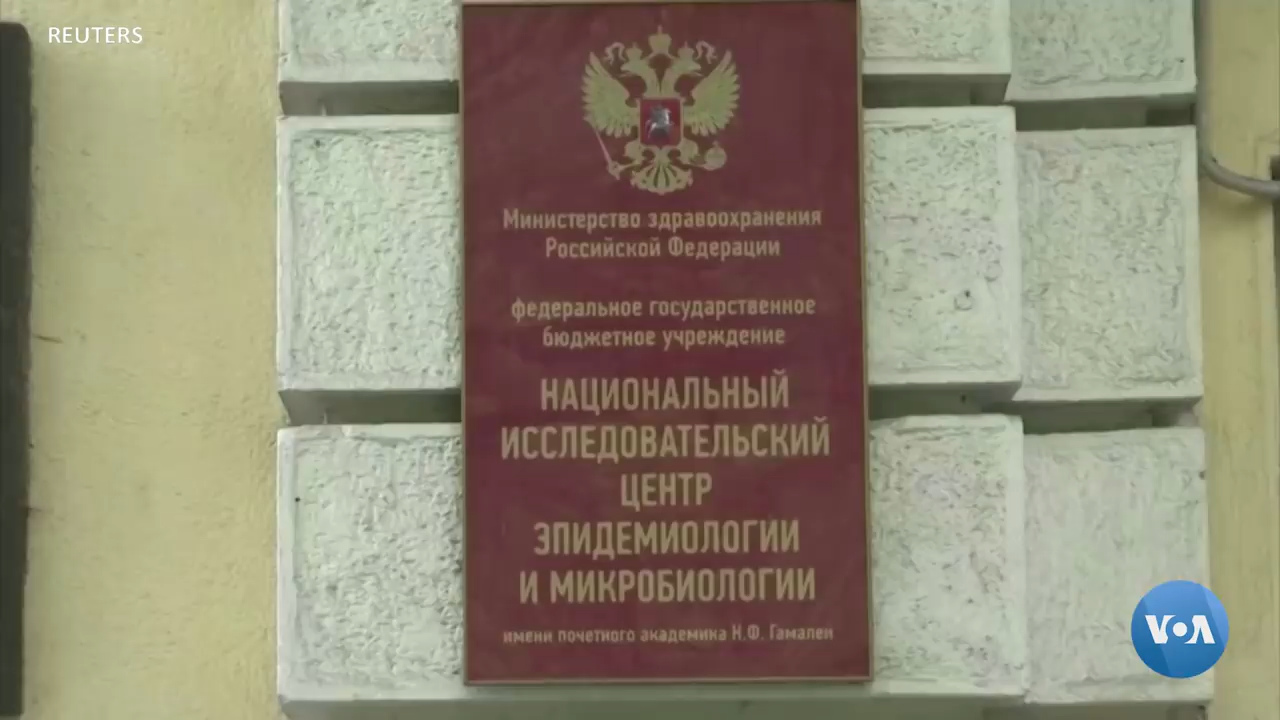 REUTERS
Министерство здравоохранения
Российской Федерации
федеральное государственное
бюджетное учреждение
НАЦИОНАЛЬНЫЙ
ИССЛЕДОВАТЕЛЬСКИЙ
ЦЕНТР
ЭПИДЕМИОЛОГИИ
И МИКРОБИОЛОГИИ
имени почетного академика Н.Ф. Гамалеи
VOA